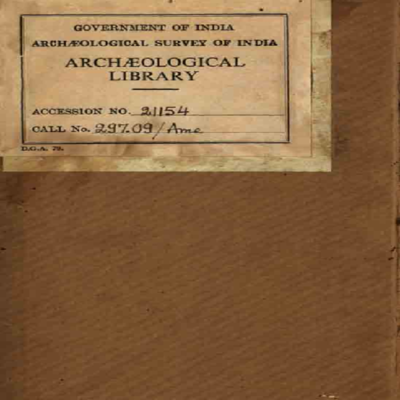 GOVERNMENT OF INDIA
ARCHÆOLOGICAL SURVEY OF INDIA
ARCHÆOLOGICAL
LIBRARY
ACCESSION NO. 21154
CALL No. 297.09/Ame
D.G.A. 79.